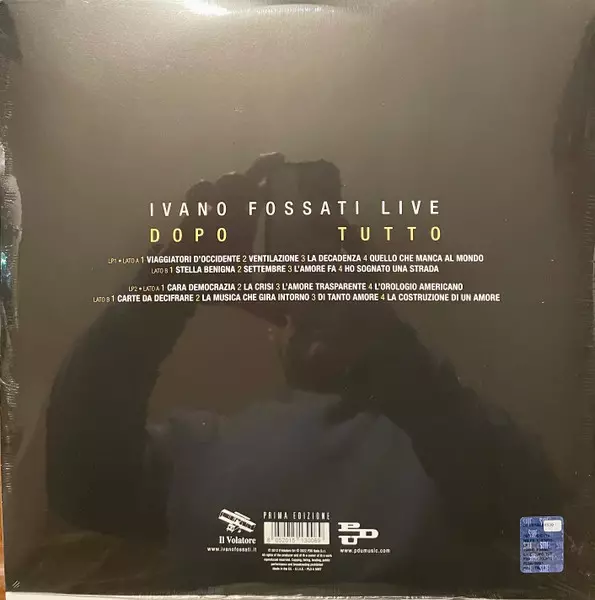 IVANO FOSSATI LIVE
DOPO TUTTO
LP1 • LATO A 1 VIAGGIATORI D'OCCIDENTE 2 VENTILAZIONE 3 LA DECADENZA 4 QUELLO CHE MANCA AL MONDO
LATO B 1 STELLA BENIGNA 2 SETTEMBRE 3 L'AMORE FA 4 HO SOGNATO UNA STRADA
LP2 • LATO A 1 CARA DEMOCRAZIA 2 LA CRISI 3 L'AMORE TRASPARENTE 4 L'OROLOGIO AMERICANO
LATO B 1 CARTE DA DECIFRARE 2 LA MUSICA CHE GIRA INTORNO 3 DI TANTO AMORE 4 LA COSTRUZIONE DI UN AMORE
PRIMA EDIZIONE
Il Volatore
www.ivanofossati.it
PDU
www.pdumusic.com